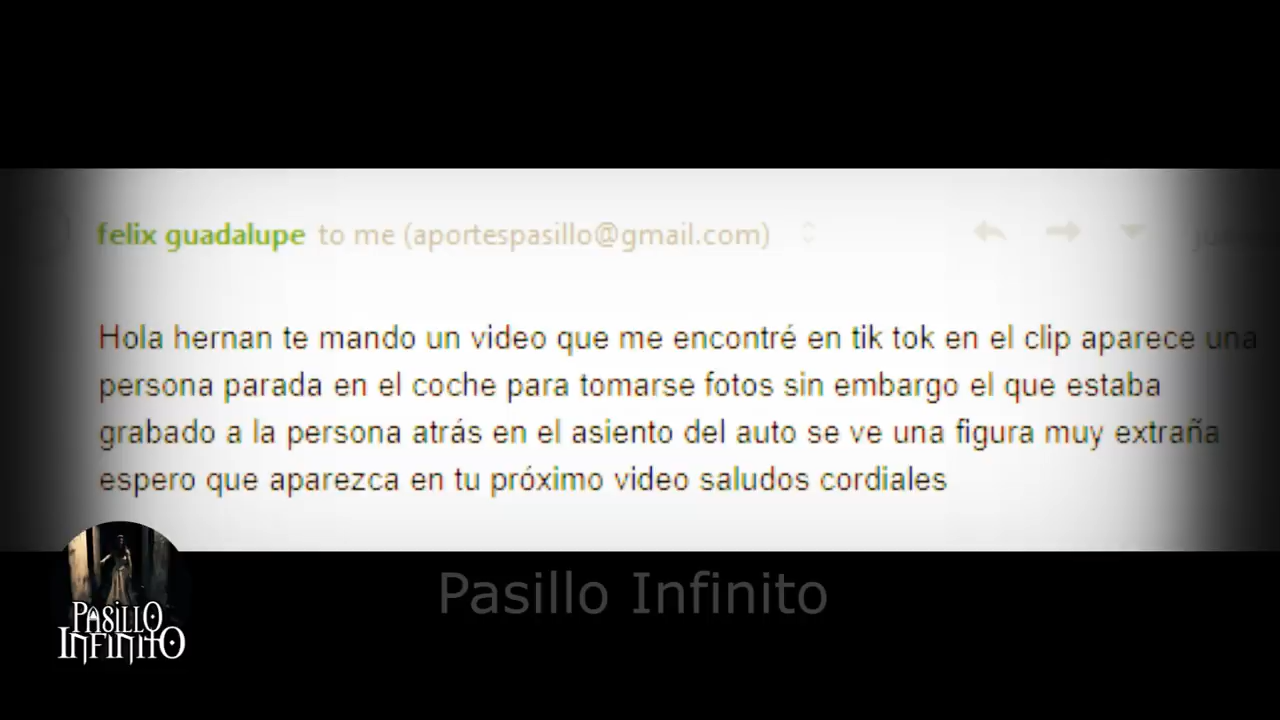 felix guadalupe to me (aportespasillo@gmail.com)
Hola hernan te mando un video que me encontré en tik tok en el clip aparece una
persona parada en el coche para tomarse fotos sin embargo el que estaba
grabado a la persona atrás en el asiento del auto se ve una figura muy extraña
espero que aparezca en tu próximo video saludos cordiales
Pasillo Infinito
PASILLO
INFINITO